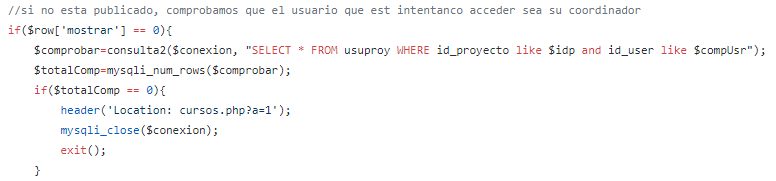 //si no esta publicado, comprobamos que el usuario que est intentanco acceder sea su coordinador
if($row['mostrar'] == 0){
    $comprobar=consulta2($conexion, "SELECT * FROM usuproy WHERE id_proyecto like $idp and id_user like $compUsr");
    $totalComp=mysqli_num_rows($comprobar);
    if($totalComp == 0){
        header('Location: cursos.php?a=1');
        mysqli_close($conexion);
        exit();
    }